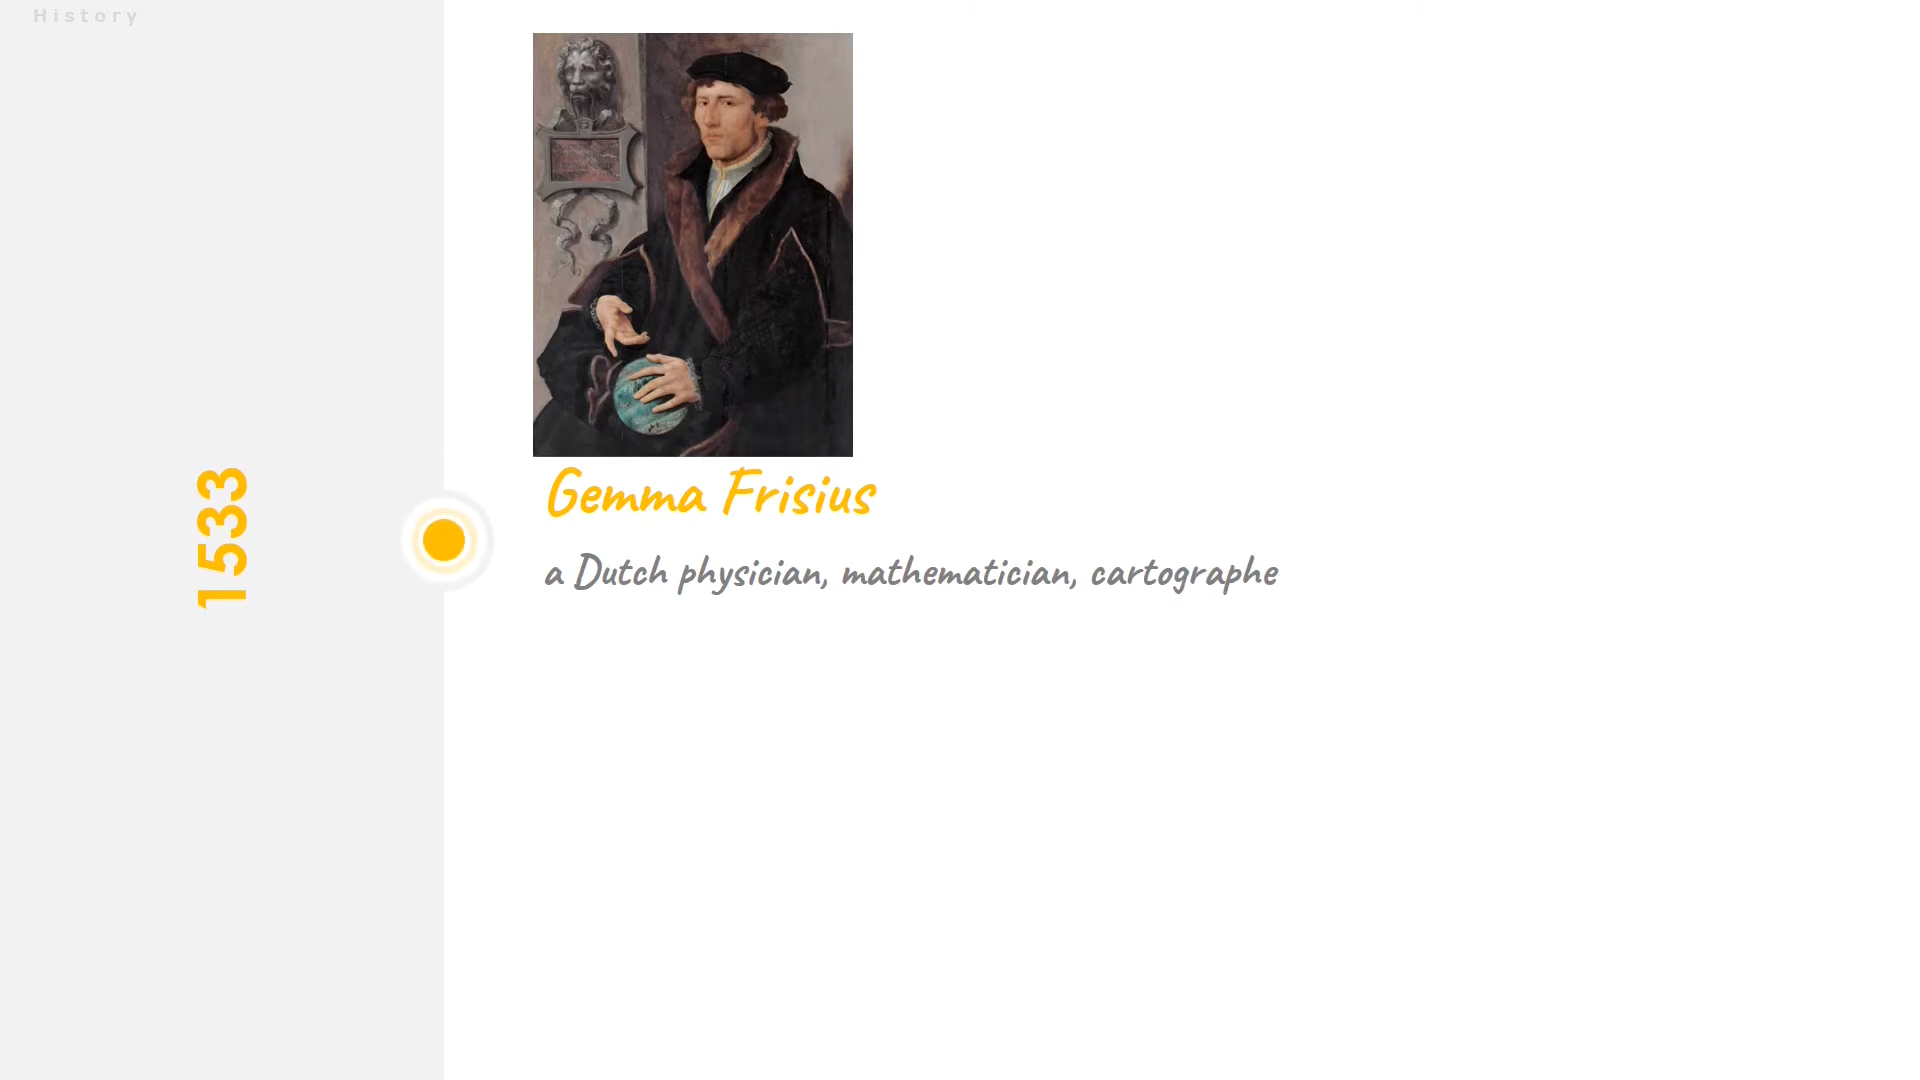 History
1533
Gemma Frisius
a Dutch physician, mathematician, cartographe